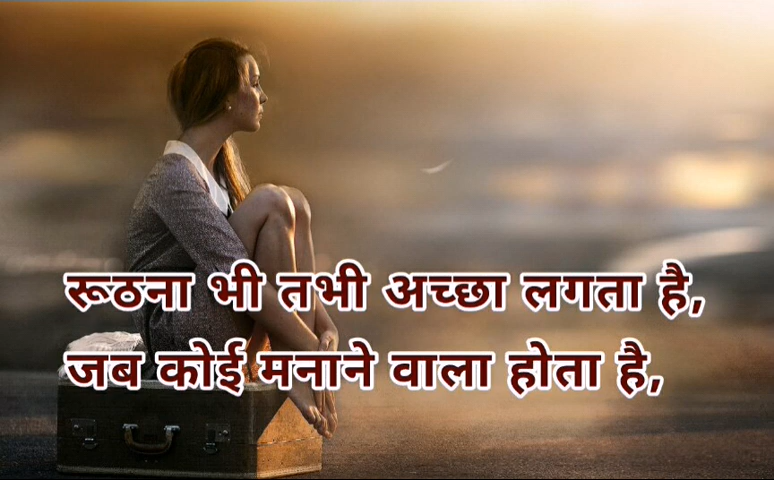 रूठना भी तभी अच्छा लगता है,
जब कोई मनाने वाला होता है,